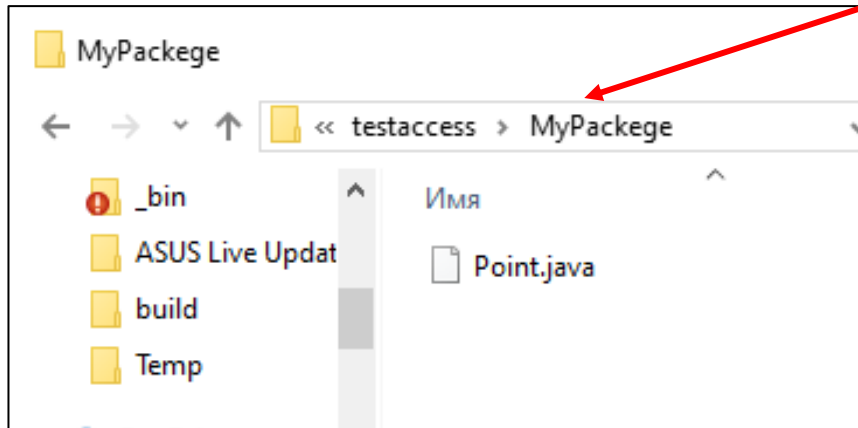 MyPackege
« testaccess > MyPackege
_bin
ASUS Live Updat
build
Temp
Имя
Point.java